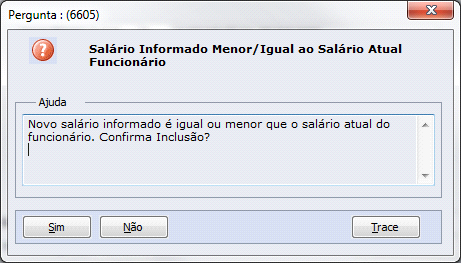 Pergunta : (6605)
Salário Informado Menor/Igual ao Salário Atual
Funcionário
Ajuda
Novo salário informado é igual ou menor que o salário atual do
funcionário. Confirma Inclusão?
Sim
Não
Trace